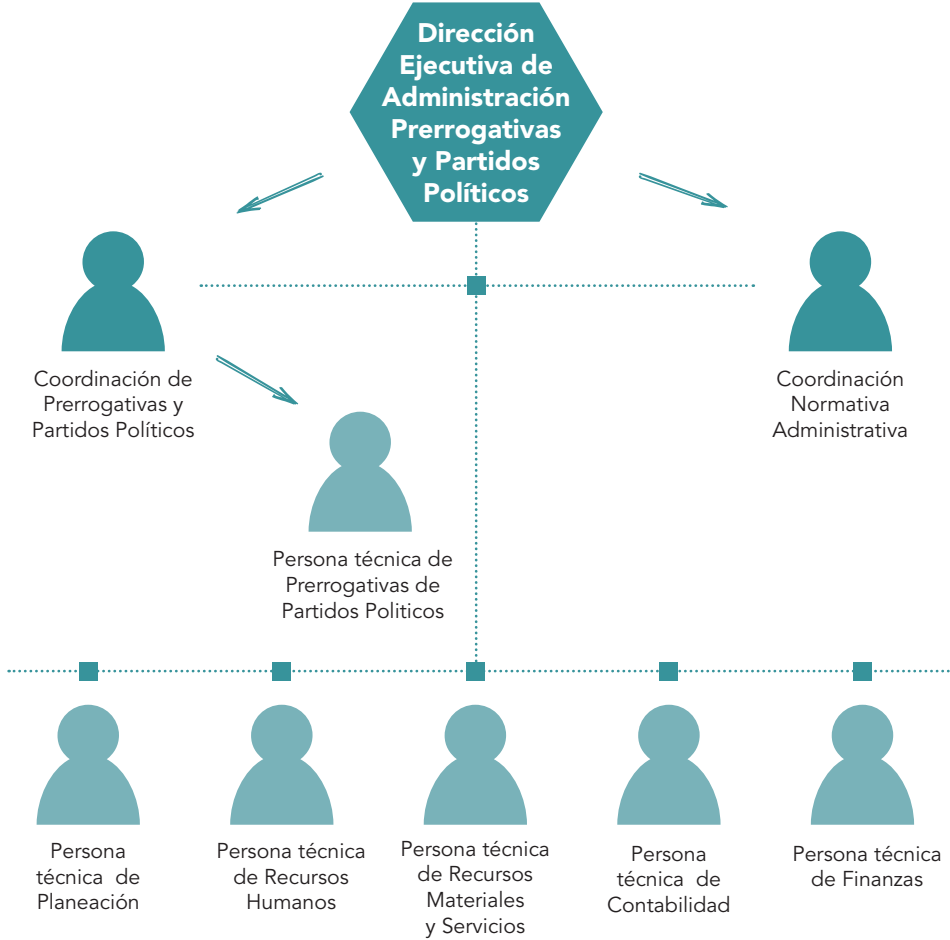 Dirección
Ejecutiva de
Administración
Prerrogativas
y Partidos
Políticos
Coordinación de
Prerrogativas y
Partidos Políticos
Coordinación
Normativa
Administrativa
Persona técnica de
Prerrogativas de
Partidos Politicos
Persona
técnica de
Planeación
Persona técnica
de Recursos
Humanos
Persona técnica
de Recursos
Materiales
y Servicios
Persona
técnica de
Contabilidad
Persona técnica
de Finanzas